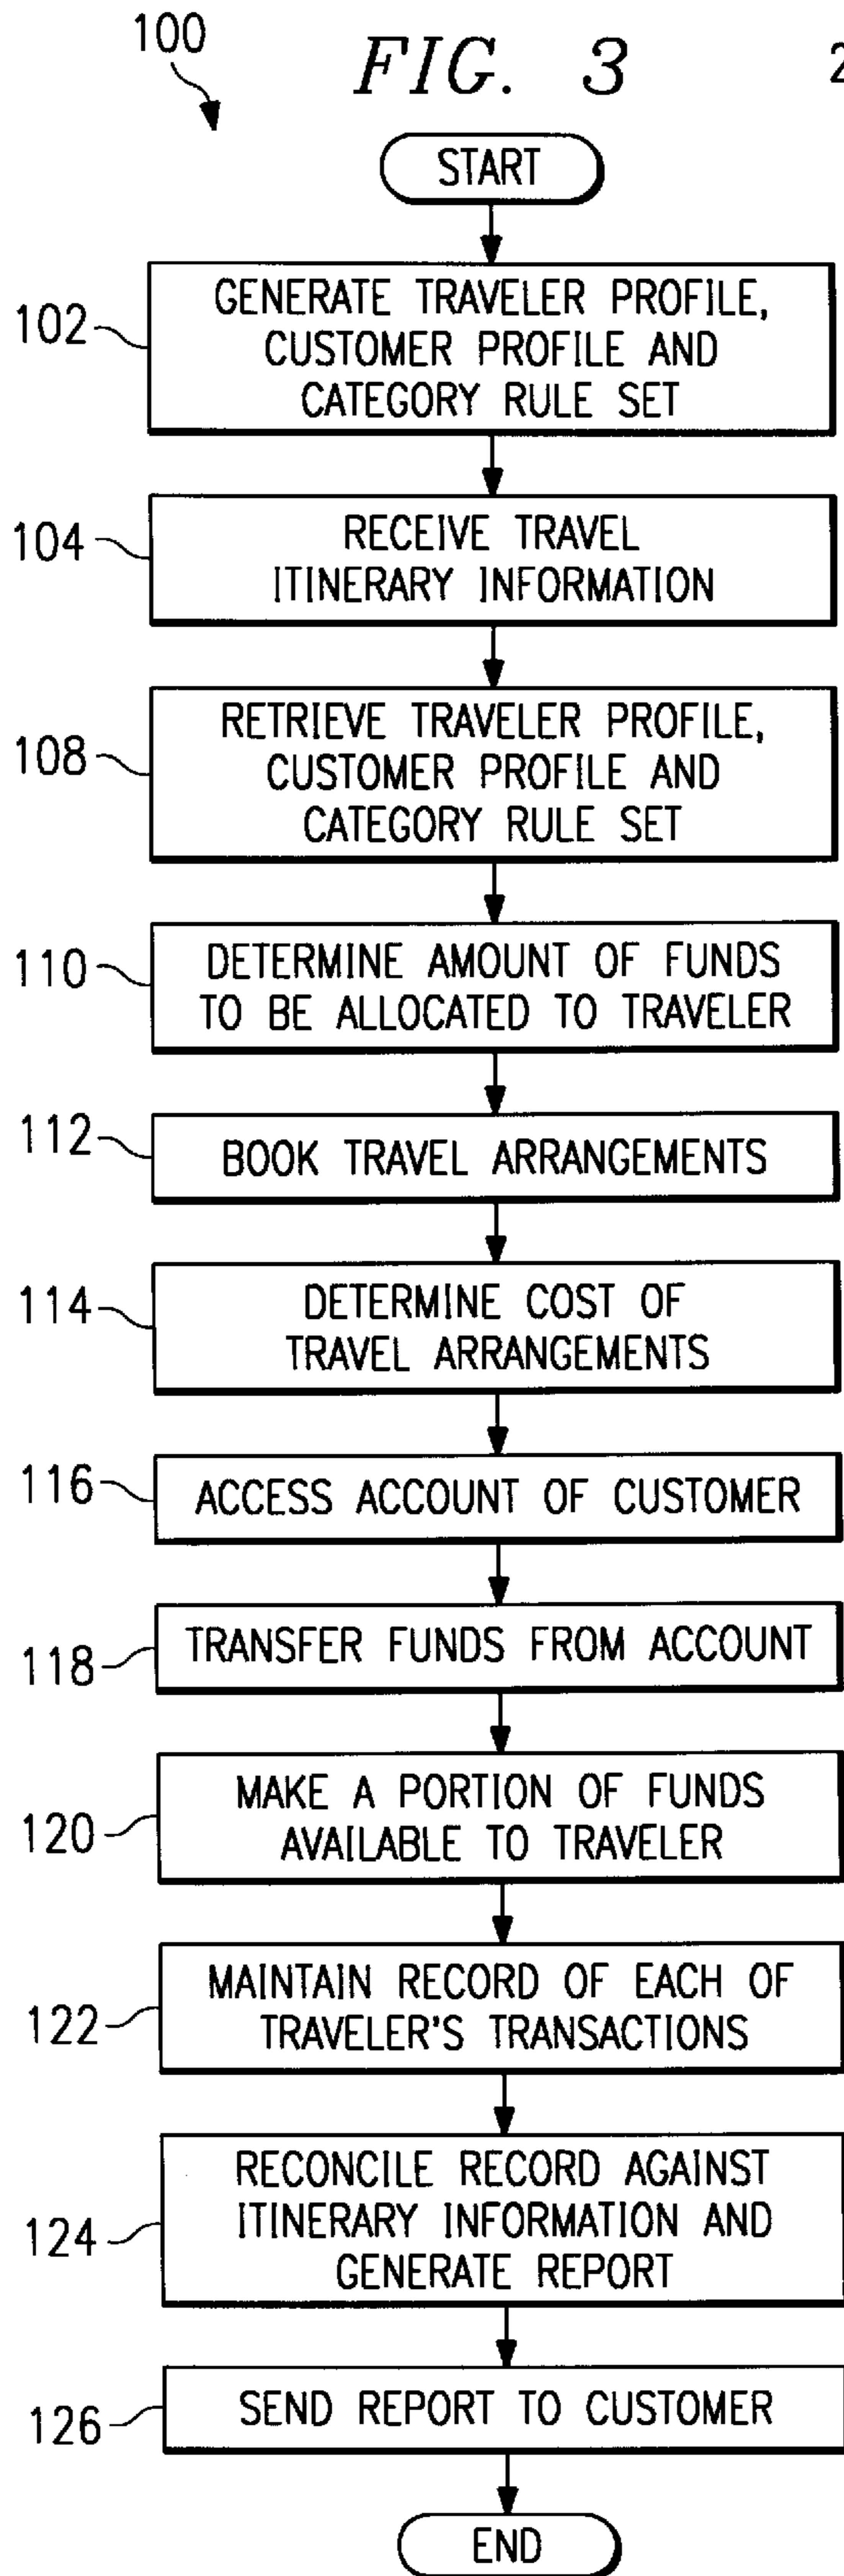 100
FIG. 3
2
START
102
GENERATE TRAVELER PROFILE,
CUSTOMER PROFILE AND
CATEGORY RULE SET
104
RECEIVE TRAVEL
ITINERARY INFORMATION
108
RETRIEVE TRAVELER PROFILE,
CUSTOMER PROFILE AND
CATEGORY RULE SET
110
DETERMINE AMOUNT OF FUNDS
TO BE ALLOCATED TO TRAVELER
112
BOOK TRAVEL ARRANGEMENTS
114
DETERMINE COST OF
TRAVEL ARRANGEMENTS
116
ACCESS ACCOUNT OF CUSTOMER
118
TRANSFER FUNDS FROM ACCOUNT
120
MAKE A PORTION OF FUNDS
AVAILABLE TO TRAVELER
122
MAINTAIN RECORD OF EACH OF
TRAVELER'S TRANSACTIONS
124
RECONCILE RECORD AGAINST
ITINERARY INFORMATION AND
GENERATE REPORT
126
SEND REPORT TO CUSTOMER
END